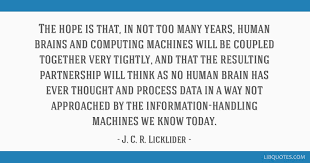 The hope is that, in not too many years, human
brains and computing machines will be coupled
together very tightly, and that the resulting
partnership will think as no human brain has
ever thought and process data in a way not
approached by the information-handling
machines we know today.
- J. C. R. Licklider -
LIBQUOTES.COM